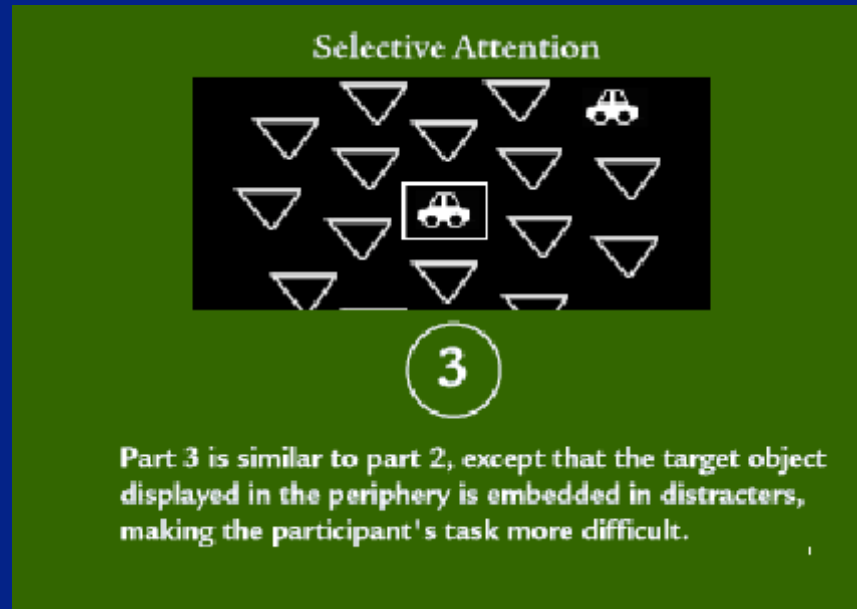 Selective Attention
3
Part 3 is similar to part 2, except that the target object
displayed in the periphery is embedded in distracters,
making the participant's task more difficult.